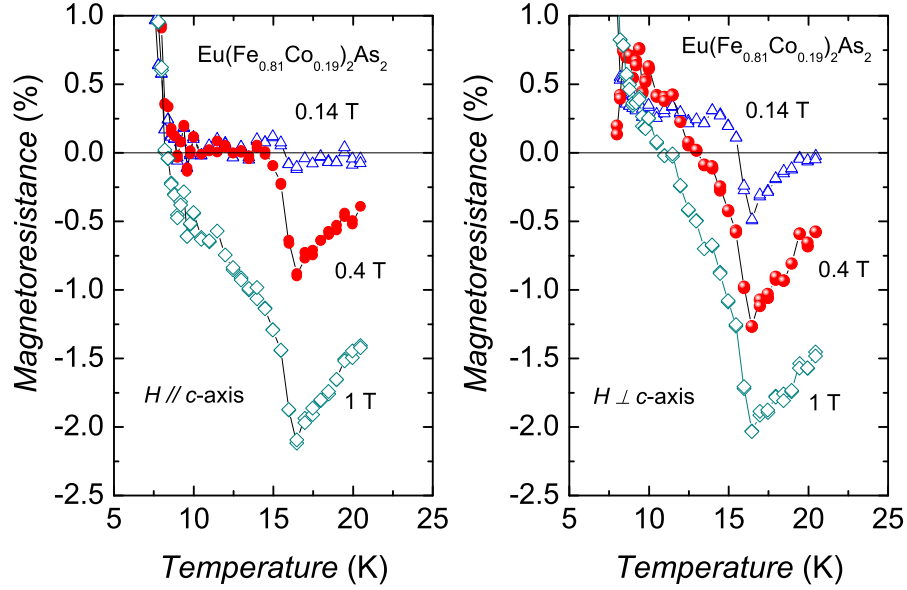 1.0
0.5
0.0
-0.5
-1.0
-1.5
-2.0
-2.5
Magnetoresistance (%)
Eu(Fe₀.₈₁Co₀.₁₉)₂As₂
0.14 T
0.4 T
1 T
H // c-axis
5 10 15 20 25
Temperature (K)
1.0
0.5
0.0
-0.5
-1.0
-1.5
-2.0
-2.5
Magnetoresistance (%)
Eu(Fe₀.₈₁Co₀.₁₉)₂As₂
0.14 T
0.4 T
1 T
H ⊥ c-axis
5 10 15 20 25
Temperature (K)